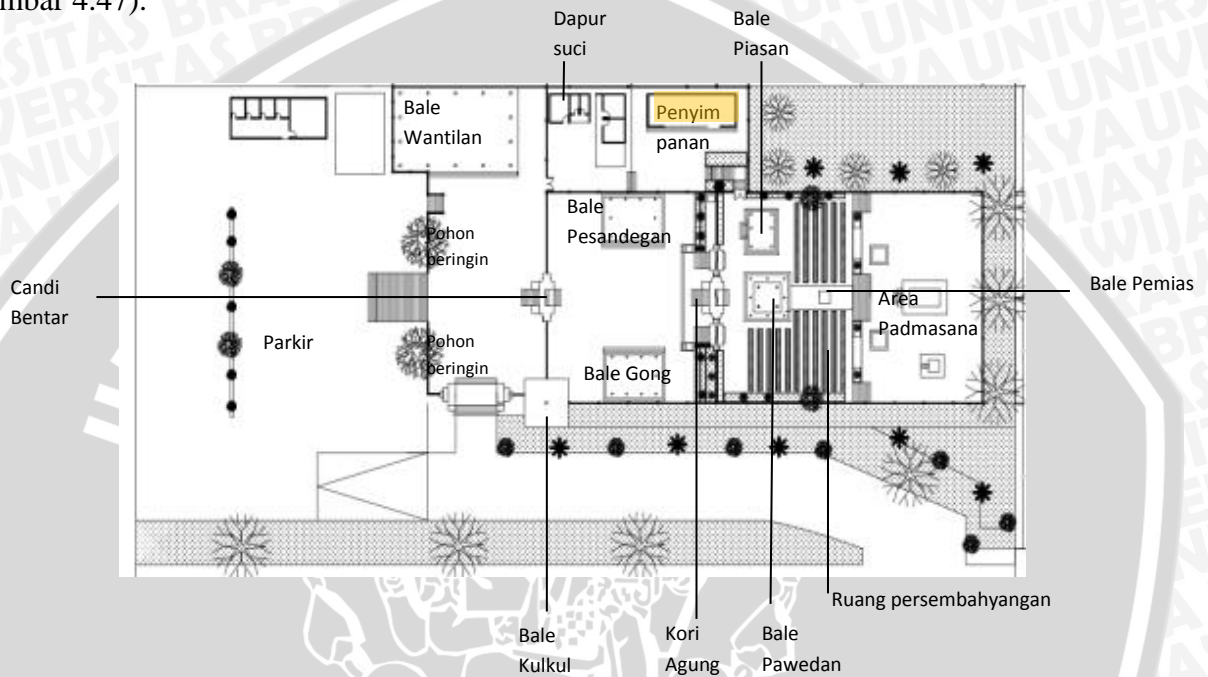 mbar 4.47).
Dapur
suci
Bale
Piasan
Bale
Wantilan
Penyim
panan
Bale
Pesandegan
Pohon
beringin
Candi
Bentar
Parkir
Area
Padmasana
Bale Pemias
Pohon
beringin
Bale Gong
Ruang persembahyangan
Bale
Kulkul
Kori
Agung
Bale
Pawedan